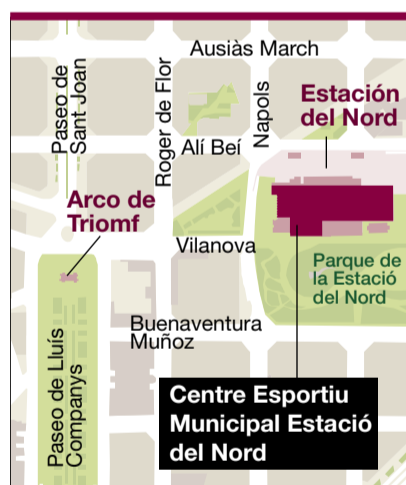 Ausiàs March
Paseo de
Sant Joan
Roger de Flor
Napols
Estación
del Nord
Alí Beí
Arco de
Triomf
Vilanova
Parque de
la Estació
del Nord
Buenaventura
Muñoz
Paseo de Lluís
Companys
Centre Esportiu
Municipal Estació
del Nord